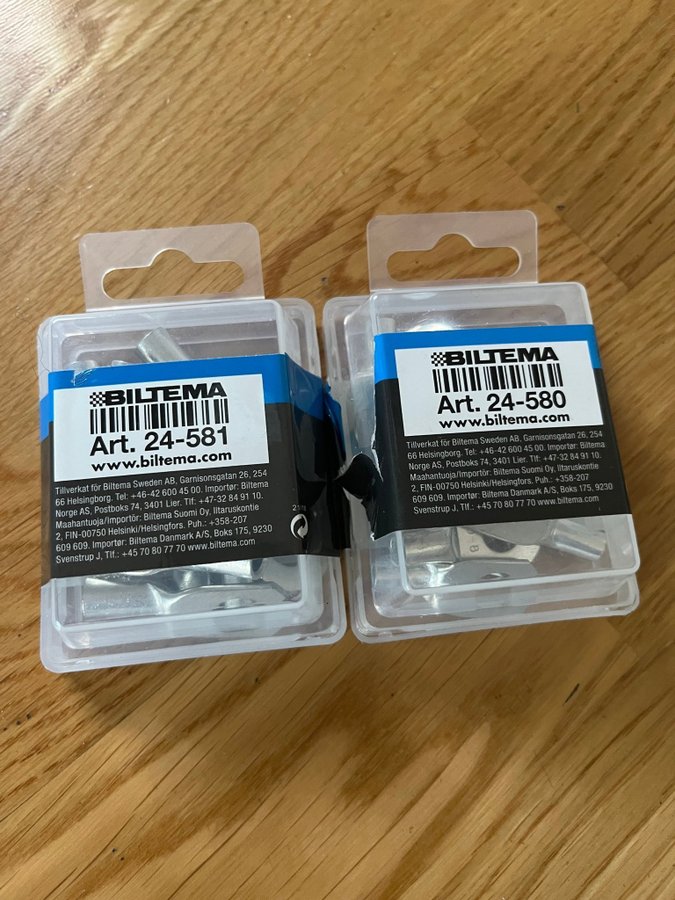 BILTEMA
Art. 24-581
www.biltema.com
Tillverkat för Biltema Sweden AB, Garnisonsgatan 26, 254
66 Helsingborg. Tel: +46-42 600 45 00. Importør: Biltema
Norge AS, Postboks 74, 3401 Lier. Tlf: +47-32 84 91 10.
Maahantuoja/Importör: Biltema Suomi Oy, Iitaruskontie
2, FIN-00750 Helsinki/Helsingfors. Puh.: +358-207
609 609. Importør: Biltema Danmark A/S, Boks 175, 9230
Svenstrup J, Tlf.: +45 70 80 77 70 www.biltema.com
BILTEMA
Art. 24-580
www.biltema.com
Tillverkat för Biltema Sweden AB, Garnisonsgatan 26, 254
66 Helsingborg. Tel: +46-42 600 45 00. Importør: Biltema
Norge AS, Postboks 74, 3401 Lier. Tlf: +47-32 84 91 10.
Maahantuoja/Importör: Biltema Suomi Oy, Iitaruskontie
2, FIN-00750 Helsinki/Helsingfors. Puh.: +358-207
609 609. Importør: Biltema Danmark A/S, Boks 175, 9230
Svenstrup J, Tlf.: +45 70 80 77 70 www.biltema.com
8